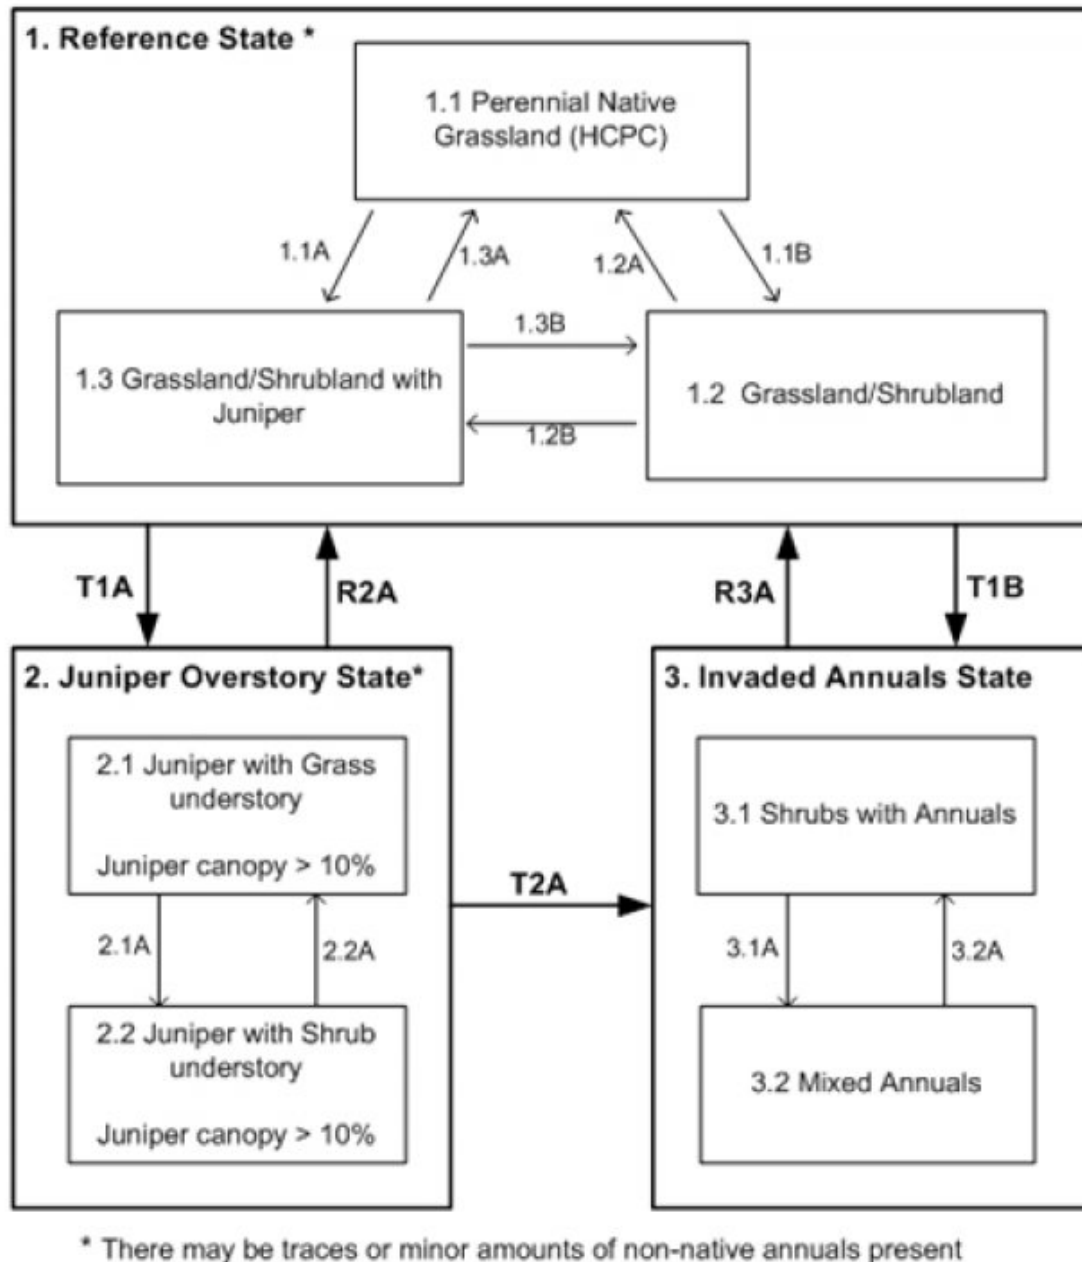 1. Reference State *
1.1 Perennial Native
Grassland (HCPC)
1.1A
1.3A
1.2A
1.1B
1.3 Grassland/Shrubland with
Juniper
1.3B
1.2B
1.2 Grassland/Shrubland
T1A
R2A
R3A
T1B
2. Juniper Overstory State*
2.1 Juniper with Grass
understory
Juniper canopy > 10%
2.1A
2.2A
2.2 Juniper with Shrub
understory
Juniper canopy > 10%
T2A
3. Invaded Annuals State
3.1 Shrubs with Annuals
3.1A
3.2A
3.2 Mixed Annuals
* There may be traces or minor amounts of non-native annuals present